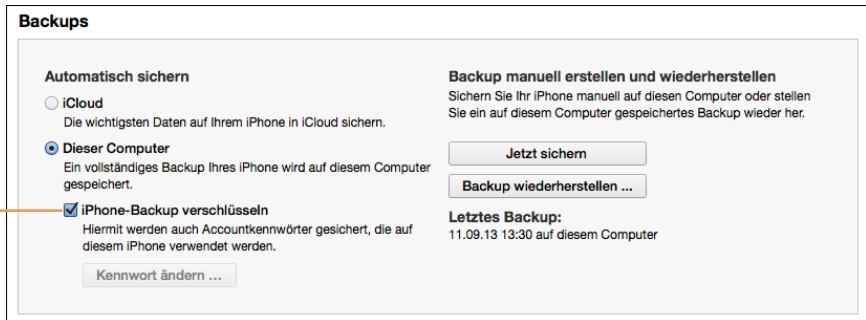 Backups
Automatisch sichern
iCloud
Die wichtigsten Daten auf Ihrem iPhone in iCloud sichern.
Dieser Computer
Ein vollständiges Backup Ihres iPhone wird auf diesem Computer
gespeichert.
iPhone-Backup verschlüsseln
Hiermit werden auch Accountkennwörter gesichert, die auf
diesem iPhone verwendet werden.
Kennwort ändern ...
Backup manuell erstellen und wiederherstellen
Sichern Sie Ihr iPhone manuell auf diesen Computer oder stellen
Sie ein auf diesem Computer gespeichertes Backup wieder her.
Jetzt sichern
Backup wiederherstellen ...
Letztes Backup:
11.09.13 13:30 auf diesem Computer